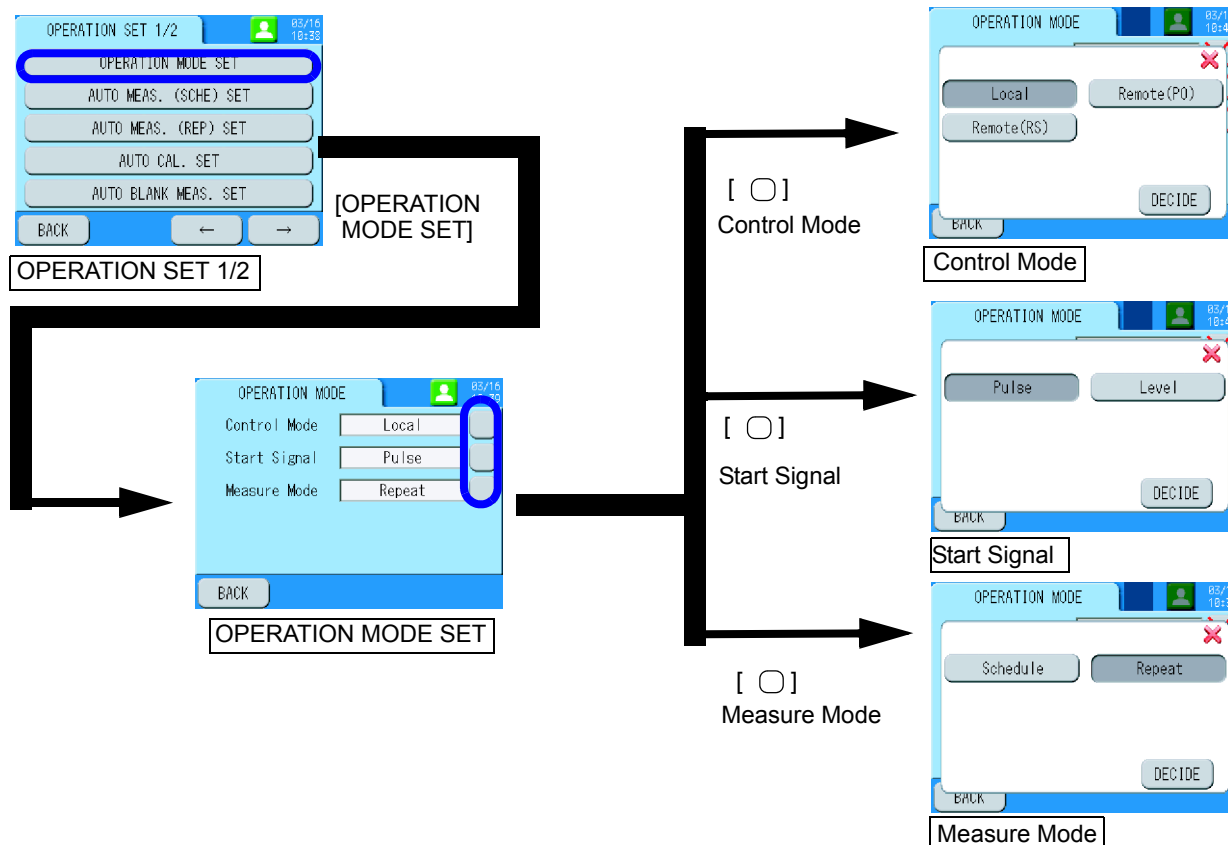 OPERATION SET 1/2
03/16
10:38
OPERATION MODE SET
AUTO MEAS. (SCHE) SET
AUTO MEAS. (REP) SET
AUTO CAL. SET
AUTO BLANK MEAS. SET
BACK
←
→
OPERATION SET 1/2
[OPERATION
MODE SET]
OPERATION MODE
03/16
Control Mode
Local
Start Signal
Pulse
Measure Mode
Repeat
BACK
OPERATION MODE SET
[ ▢ ]
Control Mode
OPERATION MODE
Local
Remote(PO)
Remote(RS)
DECIDE
BACK
Control Mode
[ ▢ ]
Start Signal
OPERATION MODE
Pulse
Level
DECIDE
BACK
Start Signal
[ ▢ ]
Measure Mode
OPERATION MODE
Schedule
Repeat
DECIDE
BACK
Measure Mode